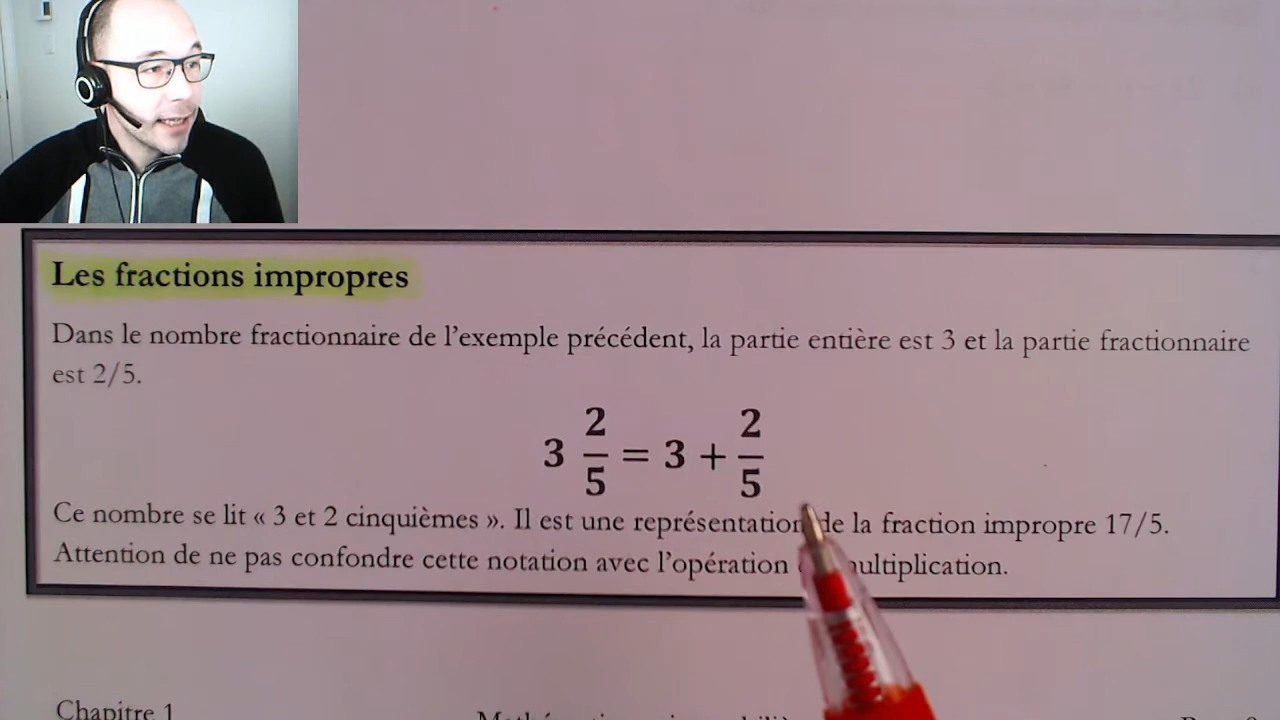 Les fractions impropres
Dans le nombre fractionnaire de l'exemple précédent, la partie entière est 3 et la partie fractionnaire
est 2/5.
3 2/5 = 3 + 2/5
Ce nombre se lit « 3 et 2 cinquièmes ». Il est une représentation de la fraction impropre 17/5.
Attention de ne pas confondre cette notation avec l'opération multiplication.
Chapitre 1